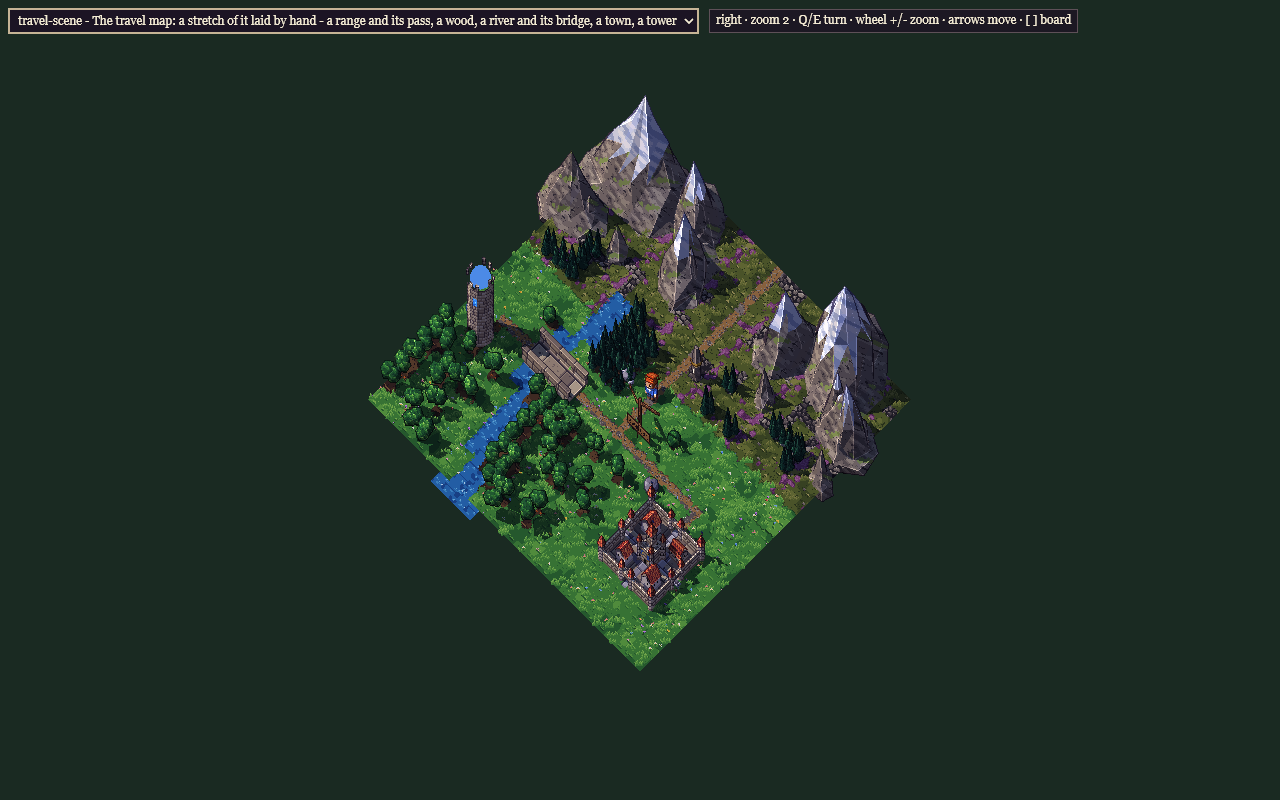 travel-scene - The travel map: a stretch of it laid by hand - a range and its pass, a wood, a river and its bridge, a town, a tower
right · zoom 2 · Q/E turn · wheel +/- zoom · arrows move · [ ] board